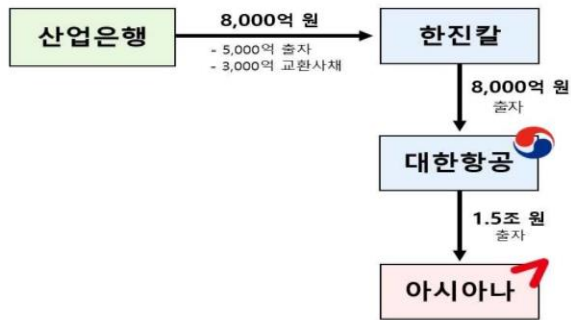 산업은행
8,000억 원
- 5,000억 출자
- 3,000억 교환사채
한진칼
8,000억 원
출자
대한항공
1.5조 원
출자
아시아나